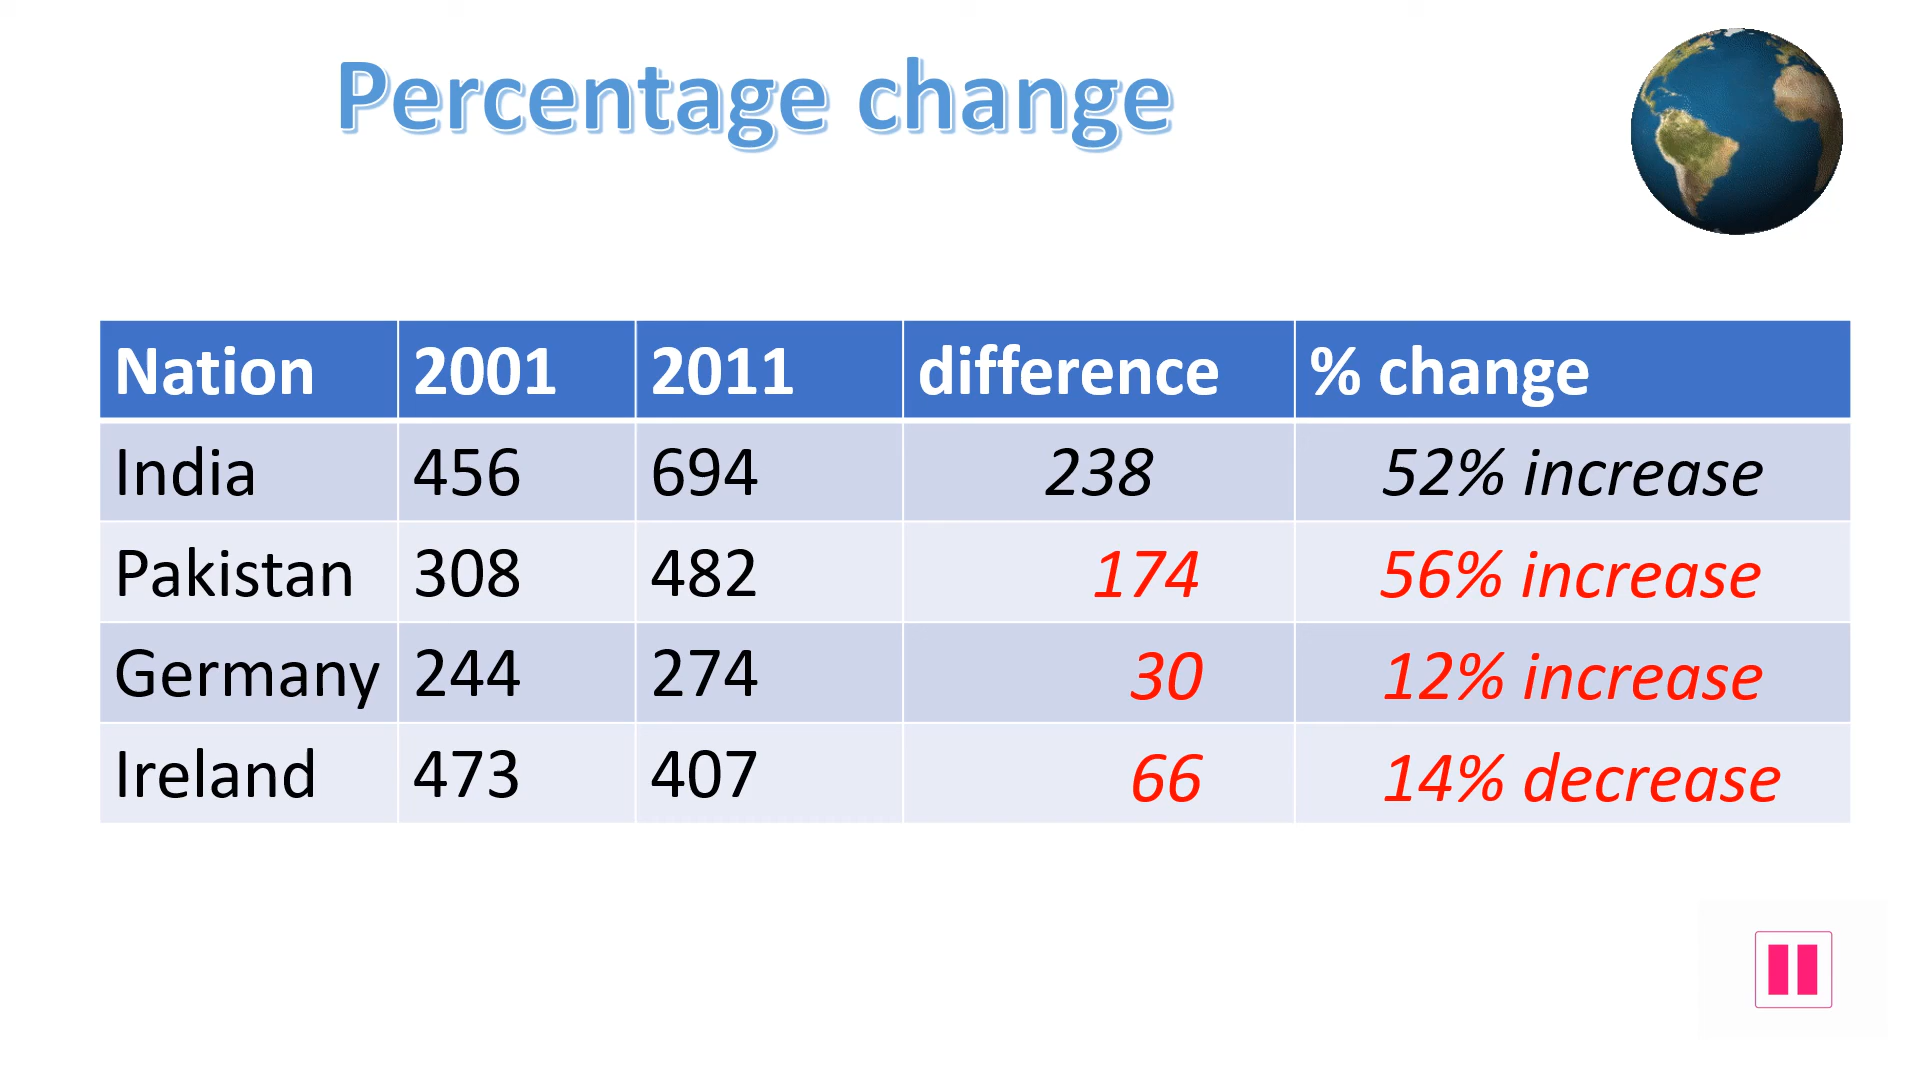 Percentage change
Nation 2001 2011 difference % change
India 456 694 238 52% increase
Pakistan 308 482 174 56% increase
Germany 244 274 30 12% increase
Ireland 473 407 66 14% decrease